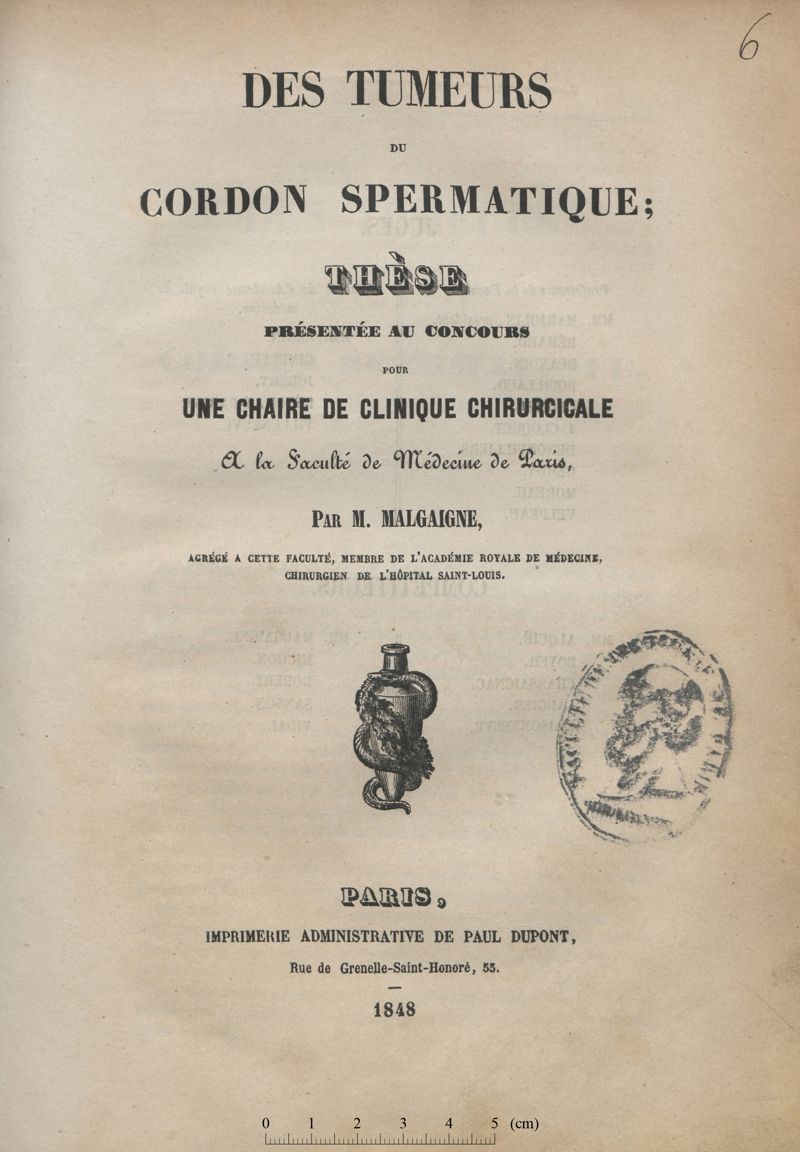 6
DES TUMEURS
DU
CORDON SPERMATIQUE;
THÈSE
PRÉSENTÉE AU CONCOURS
POUR
UNE CHAIRE DE CLINIQUE CHIRURCICALE
A la Faculté de Médecine de Paris,
PAR M. MALGAIGNE,
AGRÉGÉ A CETTE FACULTÉ, MEMBRE DE L'ACADÉMIE ROYALE DE MÉDECINE,
CHIRURGIEN DE L'HÔPITAL SAINT-LOUIS.
PARIS,
IMPRIMERIE ADMINISTRATIVE DE PAUL DUPONT,
Rue de Grenelle-Saint-Honoré, 55.
1848
0 1 2 3 4 5 (cm)